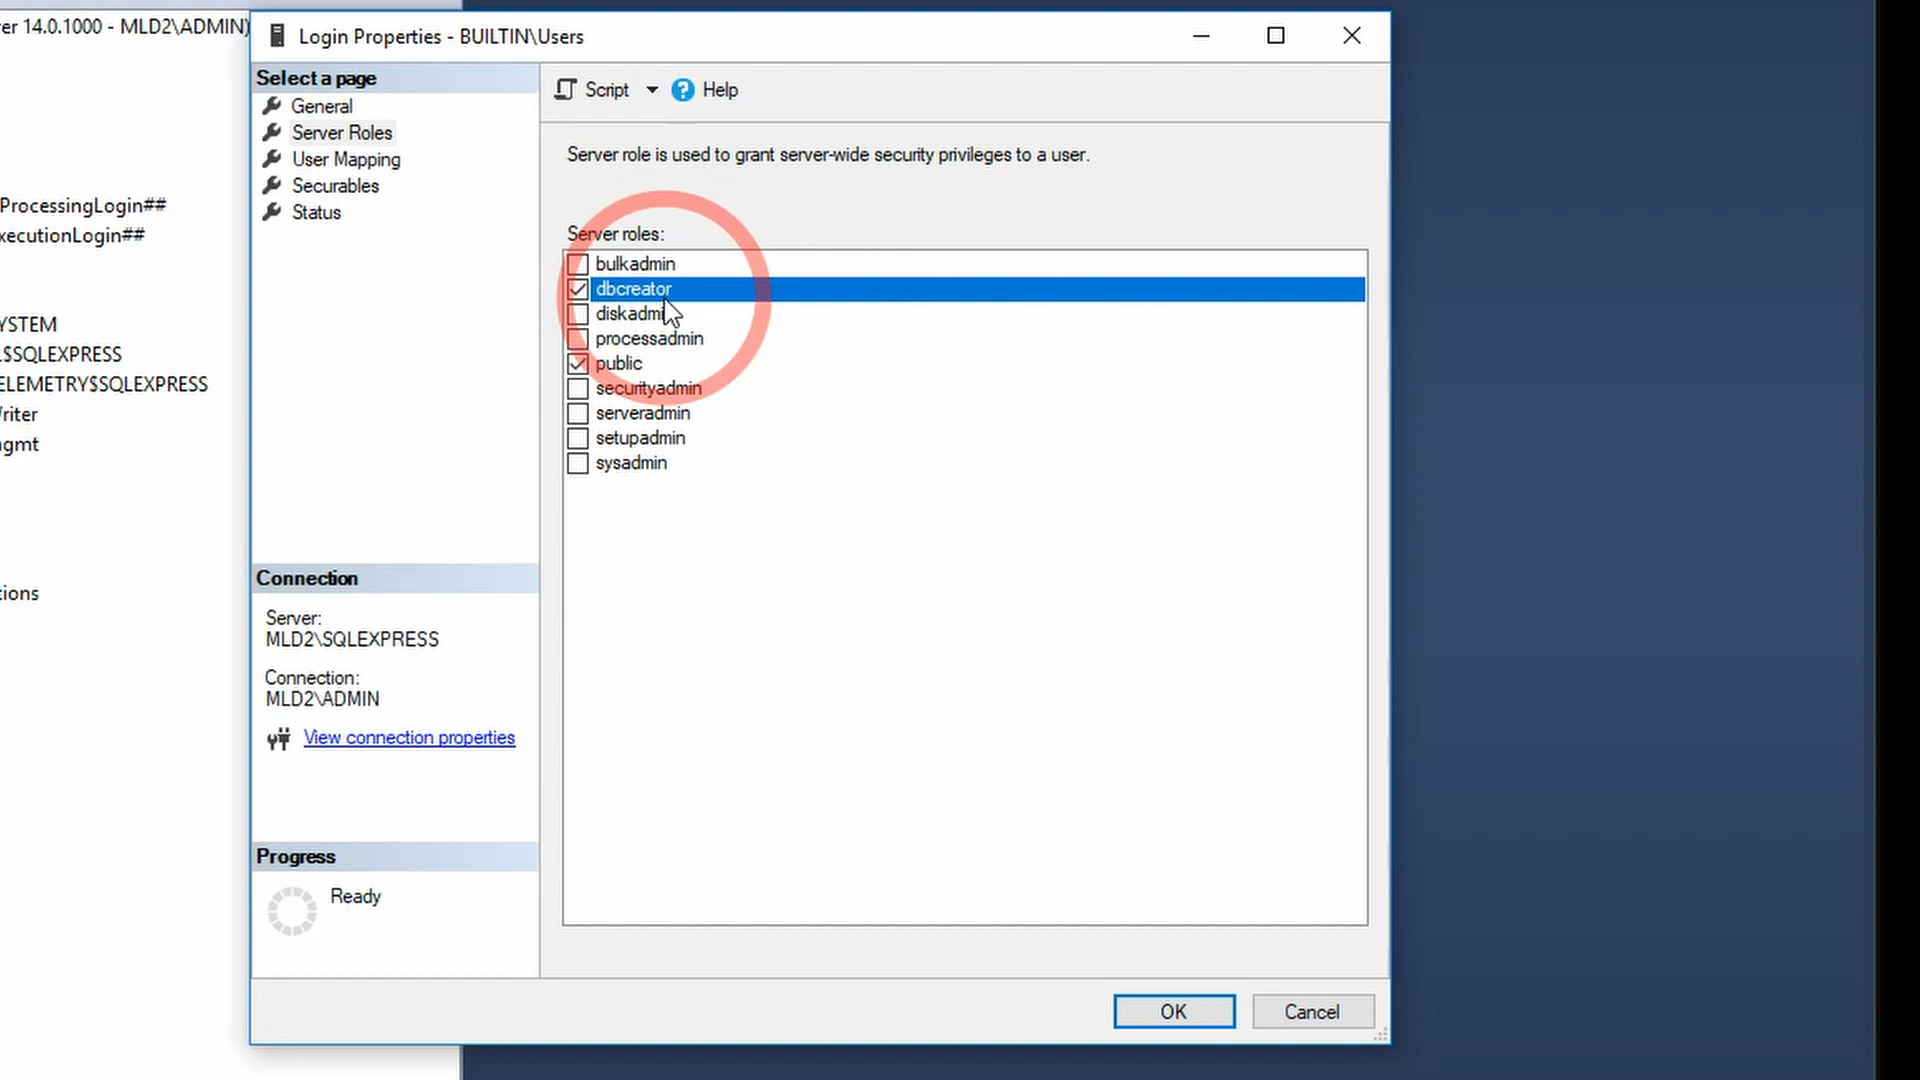 er 14.0.1000 - MLD2\ADMIN)
ProcessingLogin##
xecutionLogin##
YSTEM
$SQLEXPRESS
ELEMETRY$SQLEXPRESS
riter
gmt
tions
Login Properties - BUILTIN\Users
Select a page
General
Server Roles
User Mapping
Securables
Status
Connection
Server:
MLD2\SQLEXPRESS
Connection:
MLD2\ADMIN
View connection properties
Progress
Ready
Script
Help
Server role is used to grant server-wide security privileges to a user.
Server roles:
bulkadmin
dbcreator
diskadmi
processadmin
public
securityadmin
serveradmin
setupadmin
sysadmin
OK
Cancel